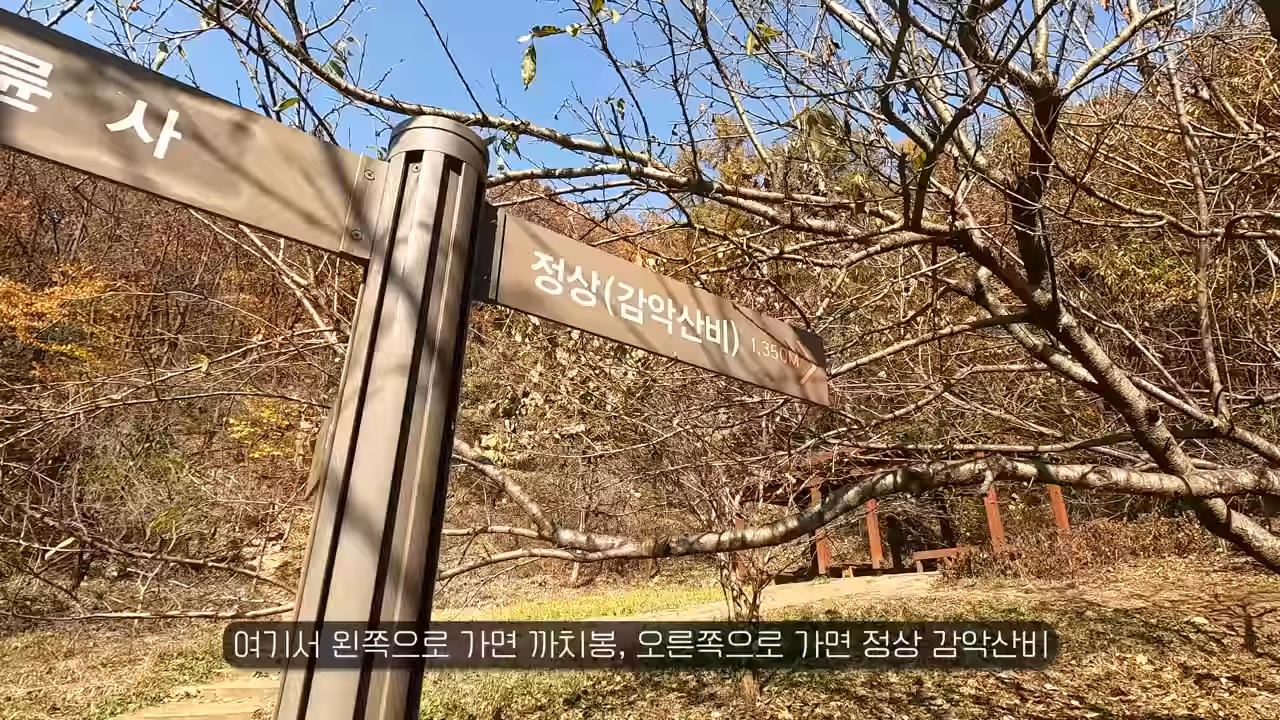 륜 사
정상(감악산비) 1,350M
여기서 왼쪽으로 가면 까치봉, 오른쪽으로 가면 정상 감악산비